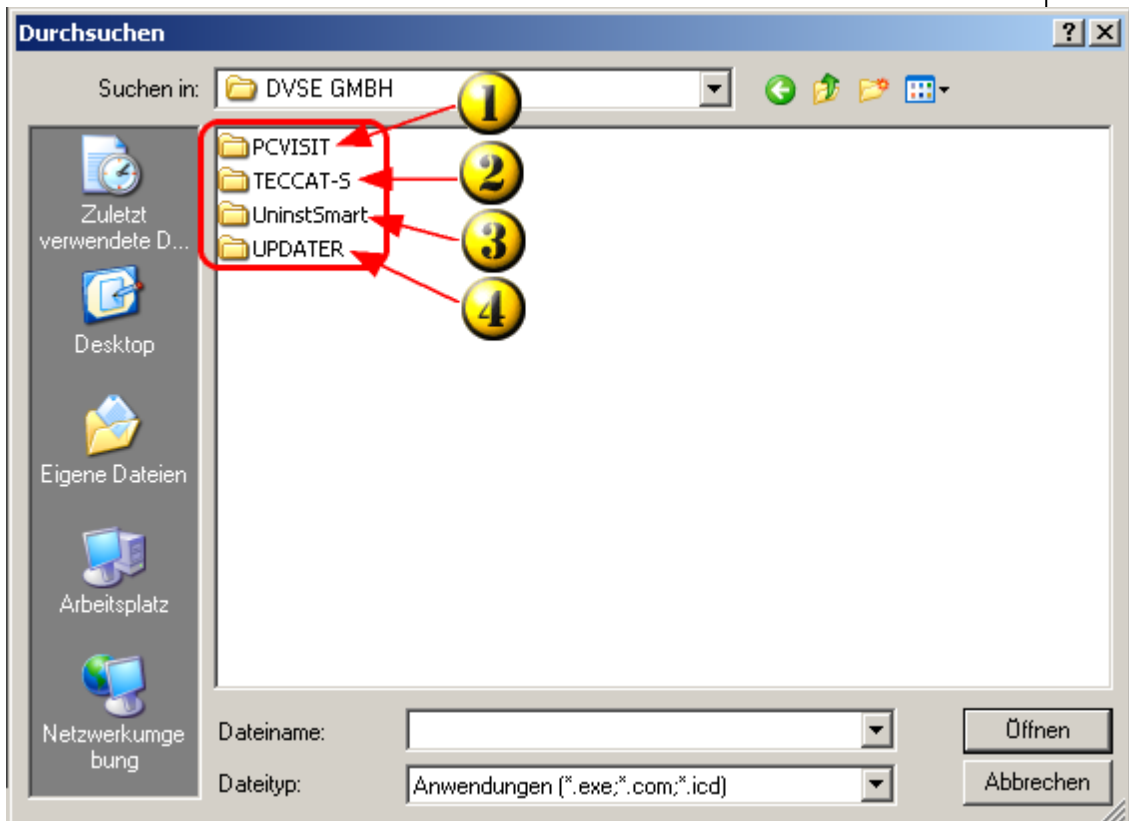 Durchsuchen
Suchen in: DVSE GMBH
1
PCVISIT
2
TECCAT-S
3
UninstSmart
4
UPDATER
Zuletzt
verwendete D...
Desktop
Eigene Dateien
Arbeitsplatz
Netzwerkumge
bung
Dateiname:
Öffnen
Dateityp: Anwendungen (*.exe;*.com;*.icd)
Abbrechen